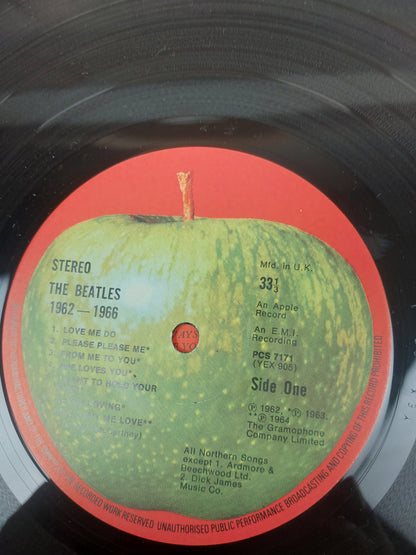 STEREO
THE BEATLES
1962 — 1966
1. LOVE ME DO
2. PLEASE PLEASE ME*
3. FROM ME TO YOU*
LOVES YOU*
TO HOLD YOUR
LOVE**
Mfd. in U.K.
33⅓
An Apple
Record
An E.M.I.
Recording
PCS 7171
(YEX 905)
Side One
℗ 1962, *℗ 1963,
**℗ 1964
The Gramophone
Company Limited
All Northern Songs
except 1. Ardmore &
Beechwood Ltd.
2. Dick James
Music Co.
RECORDED WORK RESERVED. UNAUTHORISED PUBLIC PERFORMANCE BROADCASTING AND COPYING OF THIS RECORD PROHIBITED